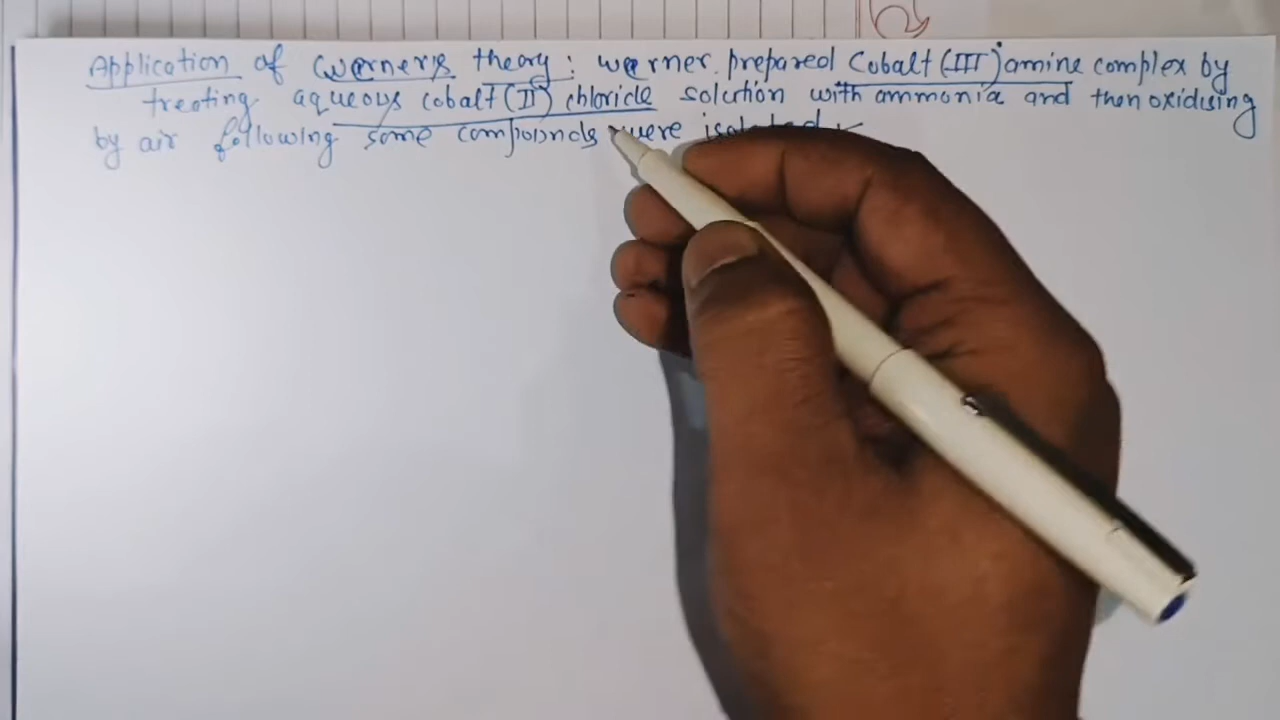 Application of werner's theory : werner prepared Cobalt (III) amine complex by
treating aqueous cobalt (II) chloride solution with ammonia and then oxidising
by air following some compounds were isolated